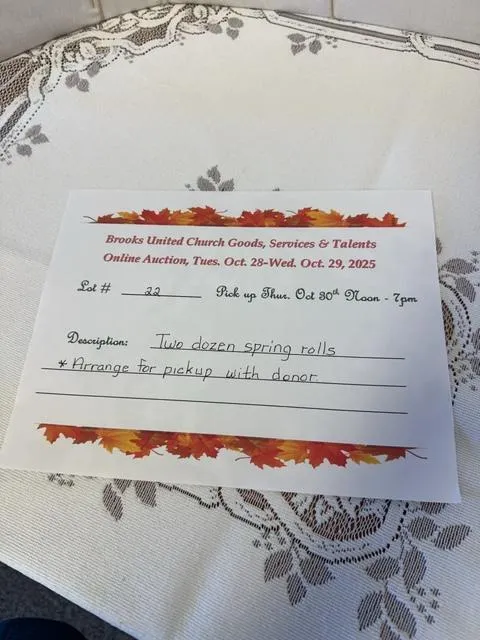 Brooks United Church Goods, Services & Talents
Online Auction, Tues. Oct. 28-Wed. Oct. 29, 2025
Lot # 22 Pick up Thur. Oct 30th Noon - 7pm
Description: Two dozen spring rolls
* Arrange for pickup with donor.